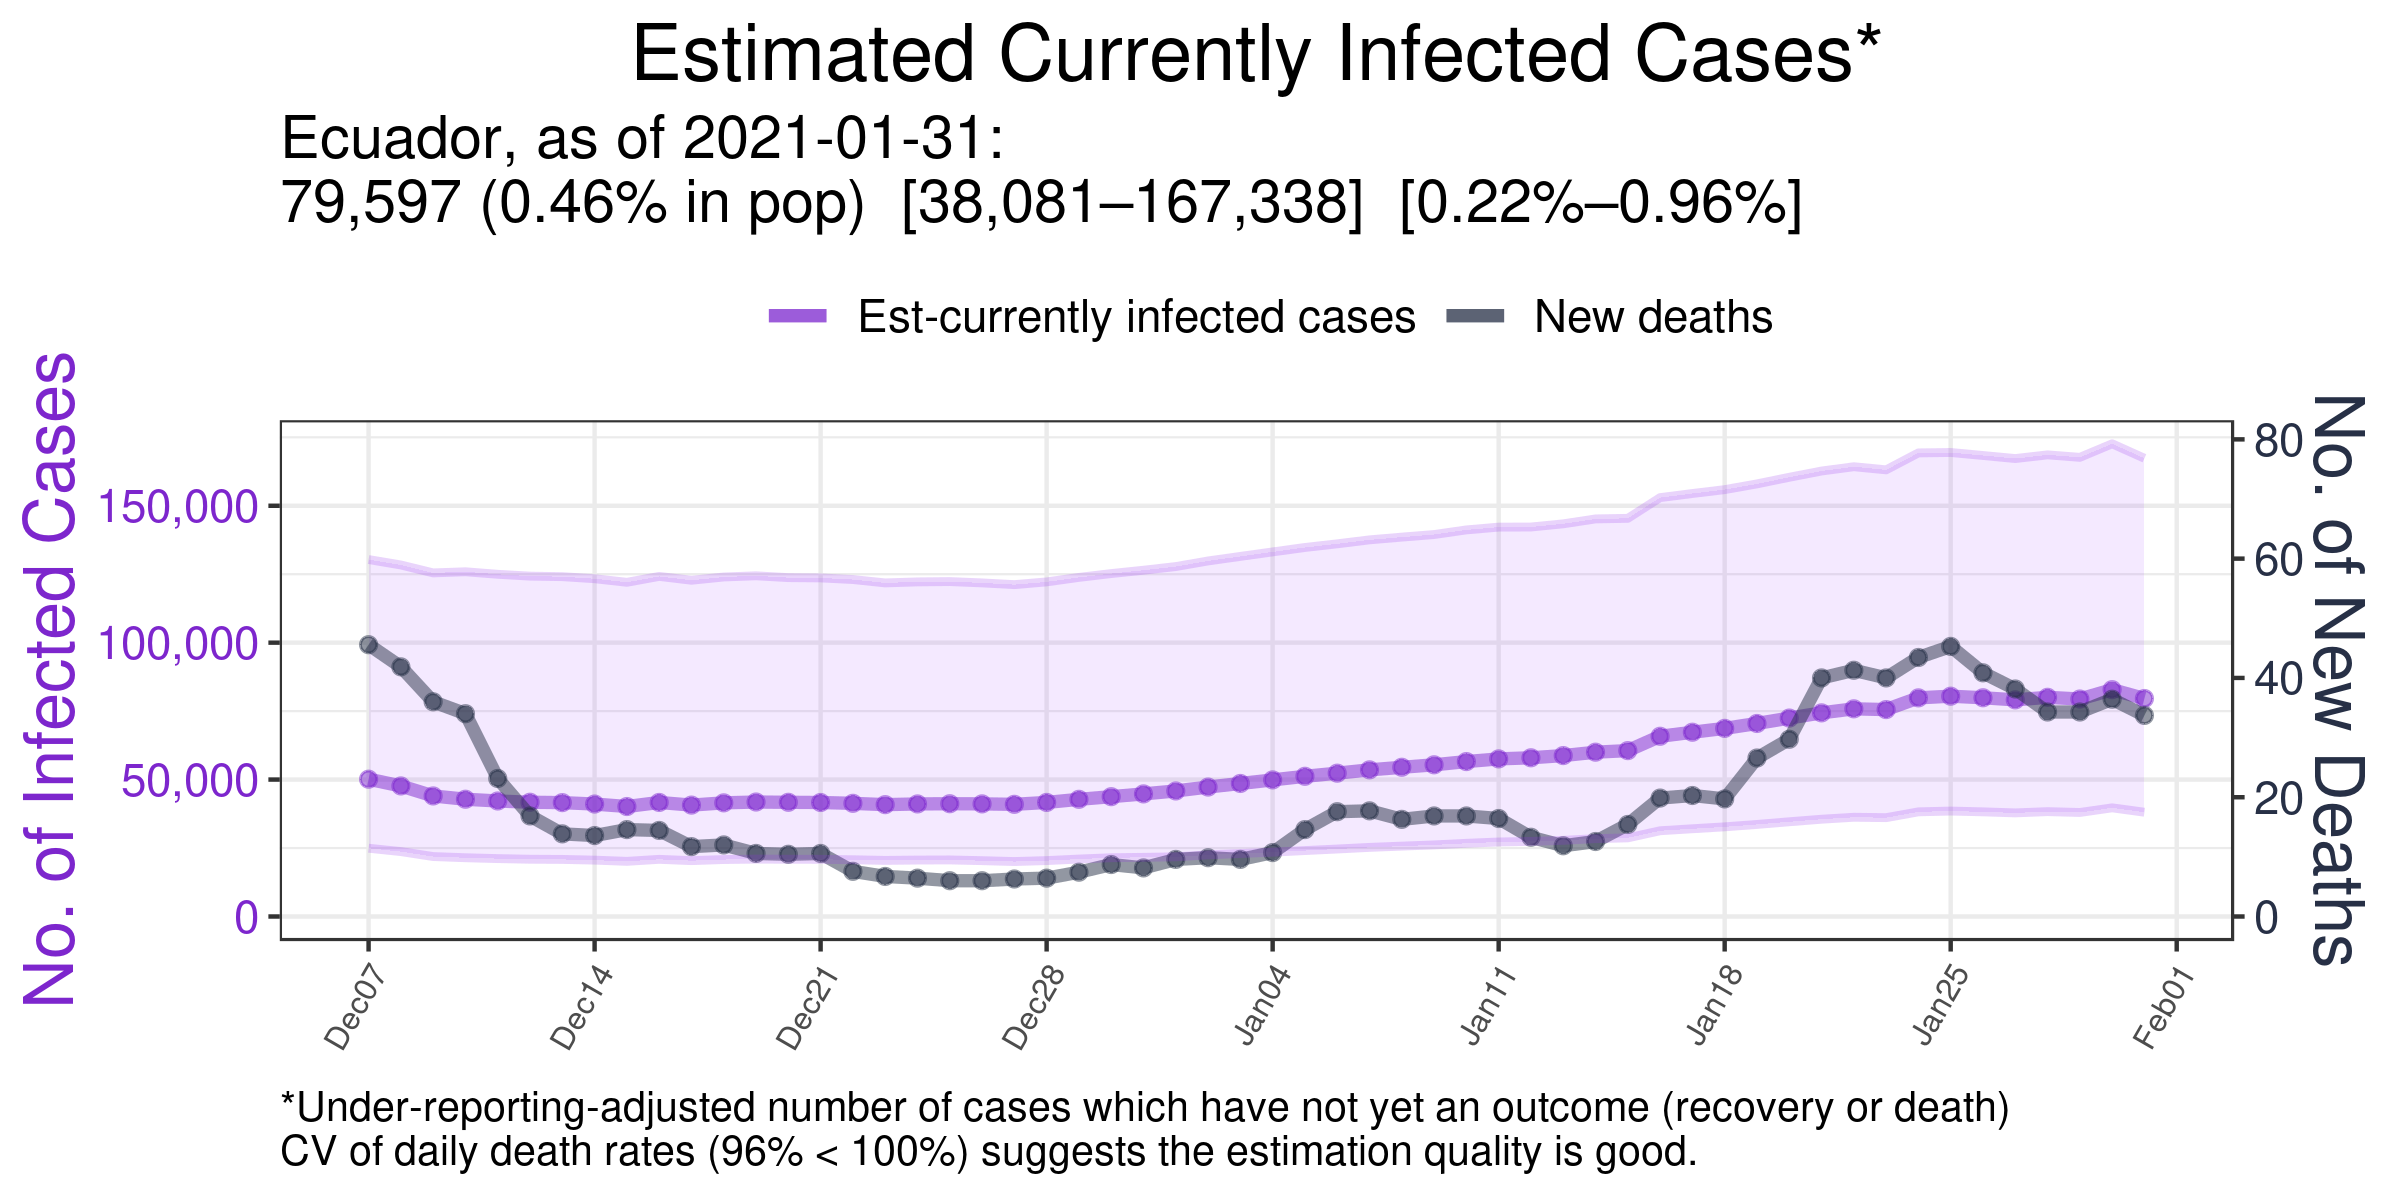 Estimated Currently Infected Cases*
Ecuador, as of 2021-01-31:
79,597 (0.46% in pop)  [38,081–167,338]  [0.22%–0.96%]
Est-currently infected cases
New deaths
No. of Infected Cases
150,000
100,000
50,000
0
80
60
40
20
0
No. of New Deaths
Dec07
Dec14
Dec21
Dec28
Jan04
Jan11
Jan18
Jan25
Feb01
*Under-reporting-adjusted number of cases which have not yet an outcome (recovery or death)
CV of daily death rates (96% < 100%) suggests the estimation quality is good.